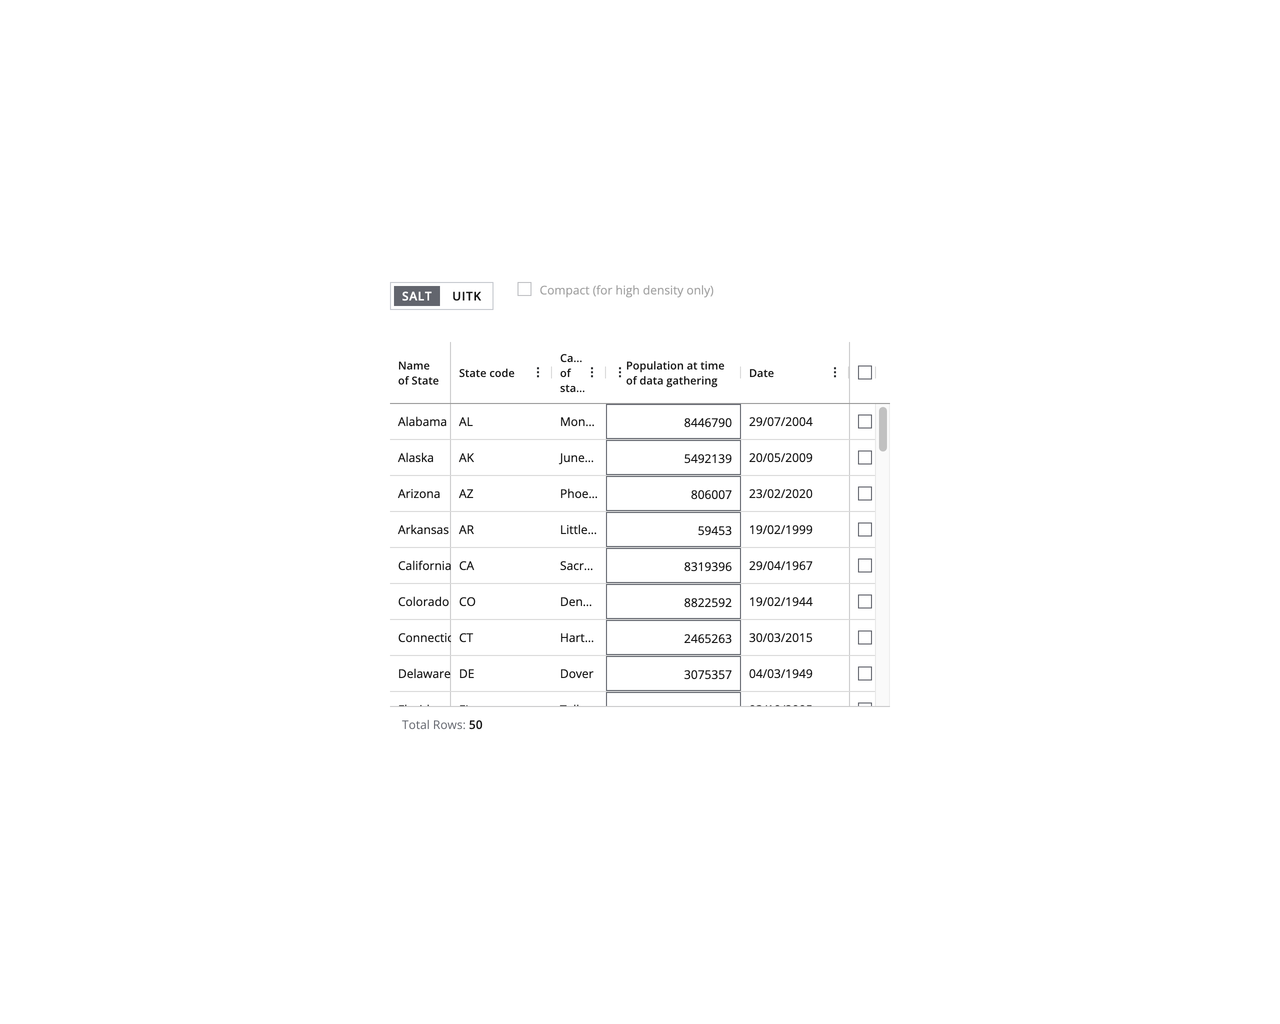 SALT UITK Compact (for high density only)
Name of State State code Ca... of sta... Population at time of data gathering Date
Alabama AL Mon... 8446790 29/07/2004
Alaska AK June... 5492139 20/05/2009
Arizona AZ Phoe... 806007 23/02/2020
Arkansas AR Little... 59453 19/02/1999
California CA Sacr... 8319396 29/04/1967
Colorado CO Den... 8822592 19/02/1944
Connectic CT Hart... 2465263 30/03/2015
Delaware DE Dover 3075357 04/03/1949
Total Rows: 50